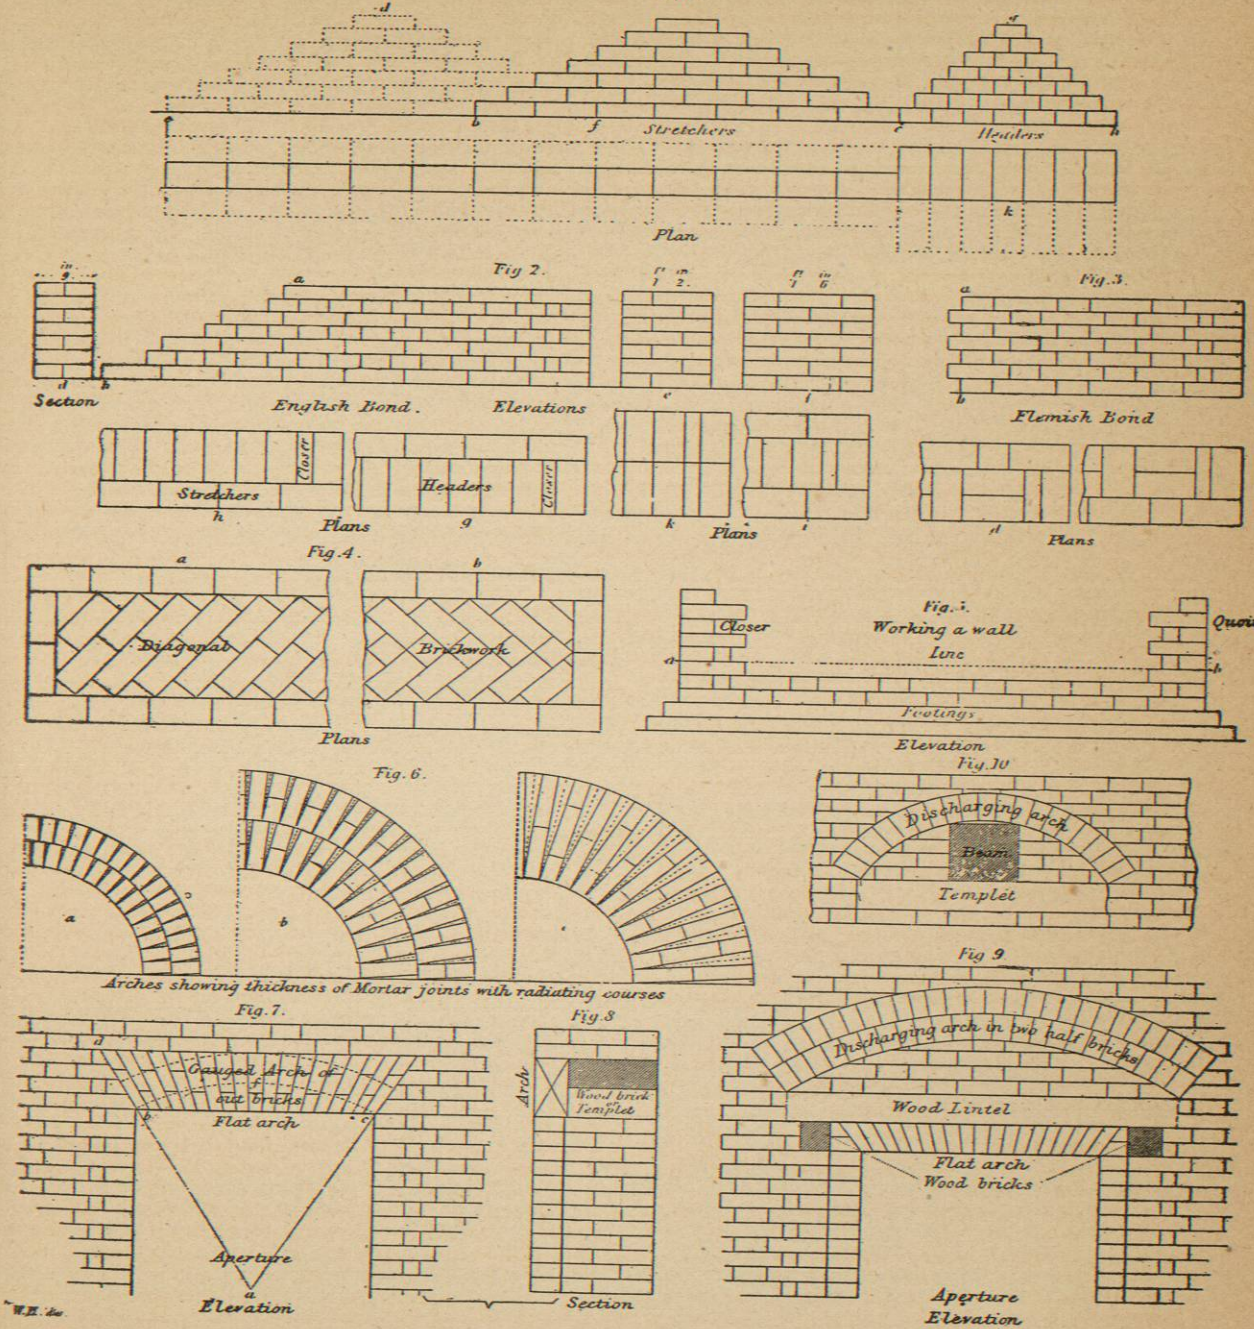 d
a
b
f
Stretchers
c
Headers
h
k
Plan
in
9
Fig 2.
a
ft in
1 2.
ft in
1 6
Fig. 3.
a
d
h
Section
English Bond.
Elevations
e
f
b
Flemish Bond
Closer
Stretchers
Headers
Closer
h
Plans
g
k
Plans
i
d
Plans
Fig. 4.
a
b
Diagonal
Brickwork
Plans
Closer
Fig. 5.
Working a wall
Line
Quoin
a
b
Footings
Elevation
Fig. 6.
a
b
c
Arches showing thickness of Mortar joints with radiating courses
Fig. 10
Discharging arch
Beam
Templet
Fig. 7.
d
Gauged Arch of
f
cut bricks
b
c
Flat arch
Aperture
a
Elevation
Fig. 8
Arch
Wood brick
or
Templet
Section
Fig 9
Discharging arch in two half bricks
Wood Lintel
Flat arch
Wood bricks
Aperture
Elevation
W.H.